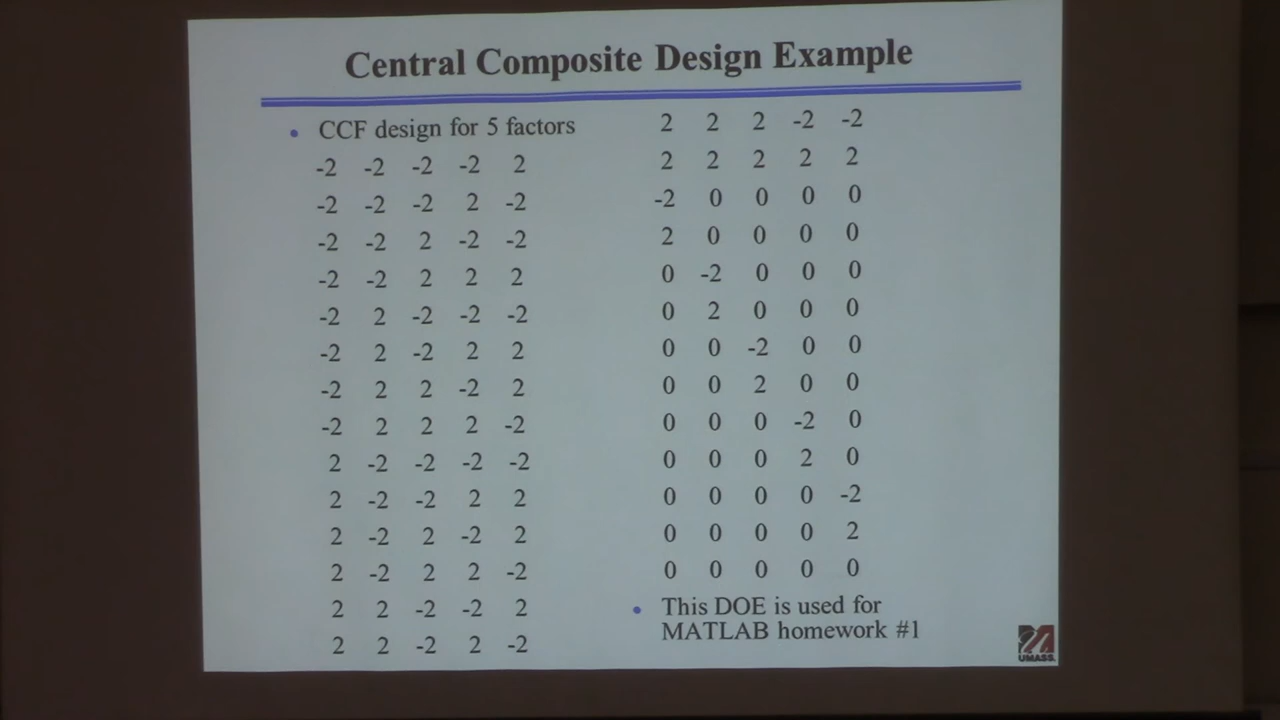 Central Composite Design Example
• CCF design for 5 factors
-2 -2 -2 -2 2
-2 -2 -2 2 -2
-2 -2 2 -2 -2
-2 -2 2 2 2
-2 2 -2 -2 -2
-2 2 -2 2 2
-2 2 2 -2 2
-2 2 2 2 -2
2 -2 -2 -2 -2
2 -2 -2 2 2
2 -2 2 -2 2
2 -2 2 2 -2
2 2 -2 -2 2
2 2 -2 2 -2
2 2 2 -2 -2
2 2 2 2 2
-2 0 0 0 0
2 0 0 0 0
0 -2 0 0 0
0 2 0 0 0
0 0 -2 0 0
0 0 2 0 0
0 0 0 -2 0
0 0 0 2 0
0 0 0 0 -2
0 0 0 0 2
0 0 0 0 0
• This DOE is used for
MATLAB homework #1
UMASS